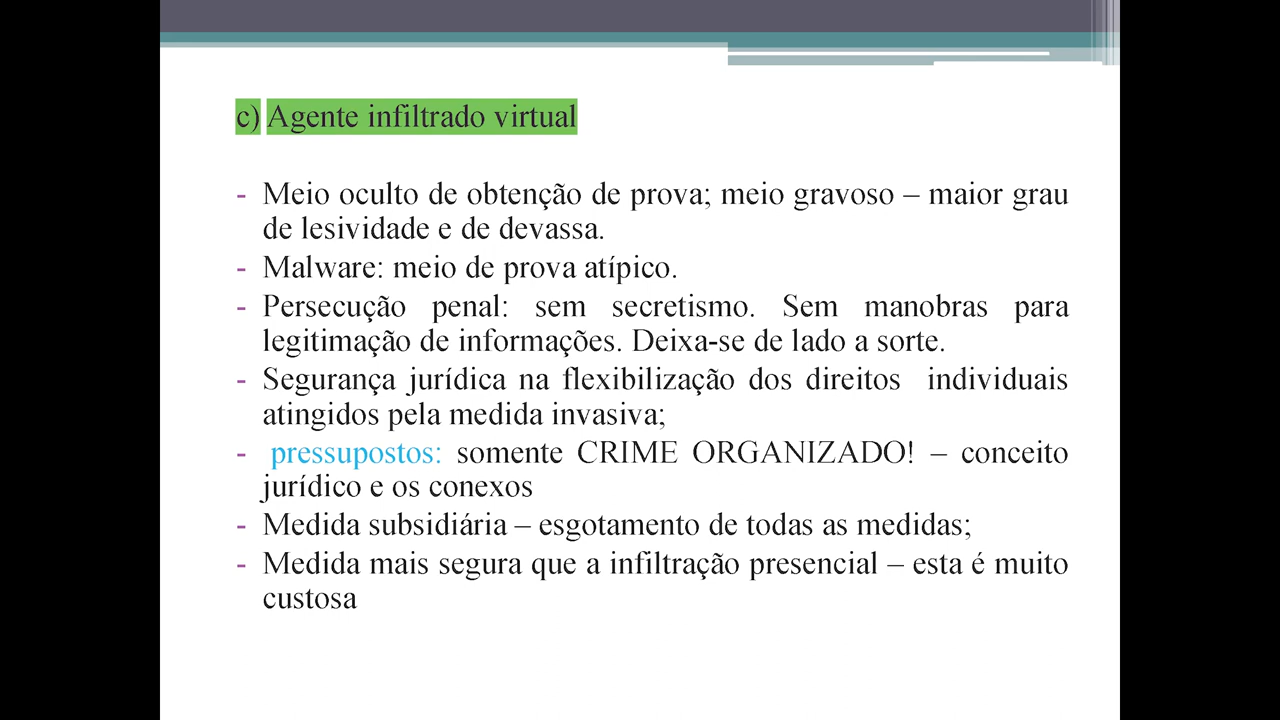 c) Agente infiltrado virtual
- Meio oculto de obtenção de prova; meio gravoso – maior grau
de lesividade e de devassa.
- Malware: meio de prova atípico.
- Persecução penal: sem secretismo. Sem manobras para
legitimação de informações. Deixa-se de lado a sorte.
- Segurança jurídica na flexibilização dos direitos individuais
atingidos pela medida invasiva;
- pressupostos: somente CRIME ORGANIZADO! – conceito
jurídico e os conexos
- Medida subsidiária – esgotamento de todas as medidas;
- Medida mais segura que a infiltração presencial – esta é muito
custosa